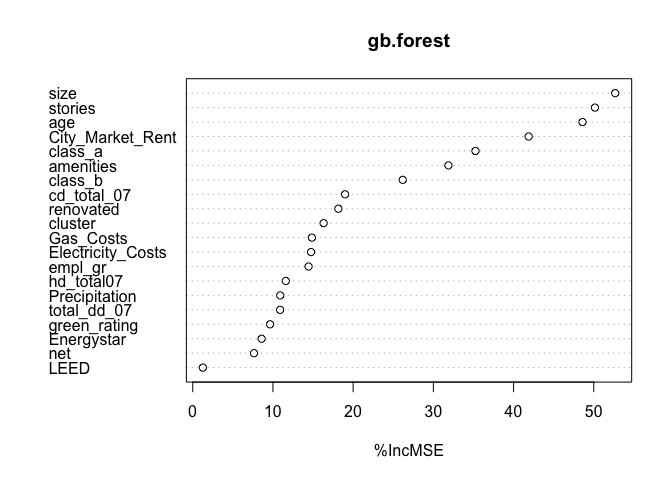 gb.forest
size
stories
age
City_Market_Rent
class_a
amenities
class_b
cd_total_07
renovated
cluster
Gas_Costs
Electricity_Costs
empl_gr
hd_total07
Precipitation
total_dd_07
green_rating
Energystar
net
LEED
0 10 20 30 40 50
%IncMSE